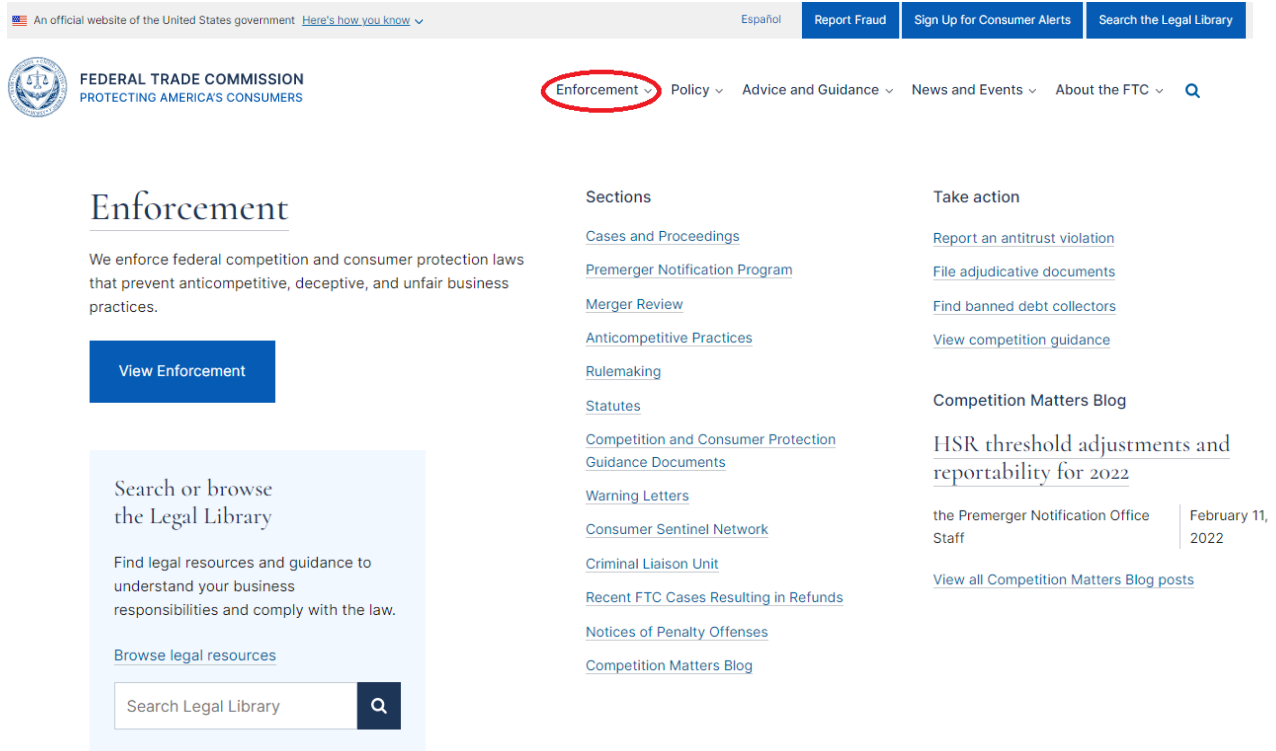 An official website of the United States government Here's how you know
Español
Report Fraud
Sign Up for Consumer Alerts
Search the Legal Library
FEDERAL TRADE COMMISSION
PROTECTING AMERICA'S CONSUMERS
Enforcement
Policy
Advice and Guidance
News and Events
About the FTC
Enforcement
We enforce federal competition and consumer protection laws
that prevent anticompetitive, deceptive, and unfair business
practices.
View Enforcement
Search or browse
the Legal Library
Find legal resources and guidance to
understand your business
responsibilities and comply with the law.
Browse legal resources
Search Legal Library
Sections
Cases and Proceedings
Premerger Notification Program
Merger Review
Anticompetitive Practices
Rulemaking
Statutes
Competition and Consumer Protection
Guidance Documents
Warning Letters
Consumer Sentinel Network
Criminal Liaison Unit
Recent FTC Cases Resulting in Refunds
Notices of Penalty Offenses
Competition Matters Blog
Take action
Report an antitrust violation
File adjudicative documents
Find banned debt collectors
View competition guidance
Competition Matters Blog
HSR threshold adjustments and
reportability for 2022
the Premerger Notification Office
Staff
February 11,
2022
View all Competition Matters Blog posts